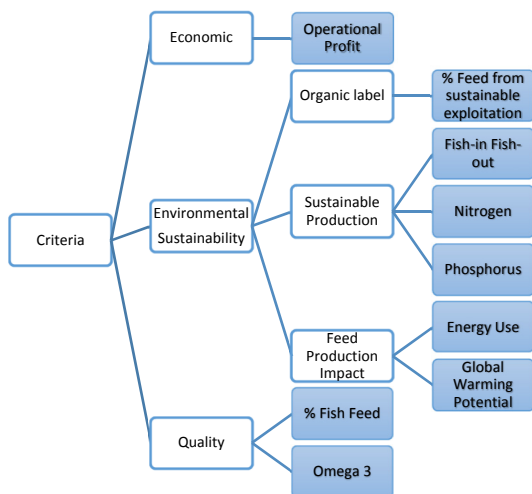 Economic
Operational
Profit
Organic label
% Feed from
sustainable
exploitation
Fish-in Fish-
out
Criteria
Environmental
Sustainability
Sustainable
Production
Nitrogen
Phosphorus
Feed
Production
Impact
Energy Use
Global
Warming
Potential
Quality
% Fish Feed
Omega 3